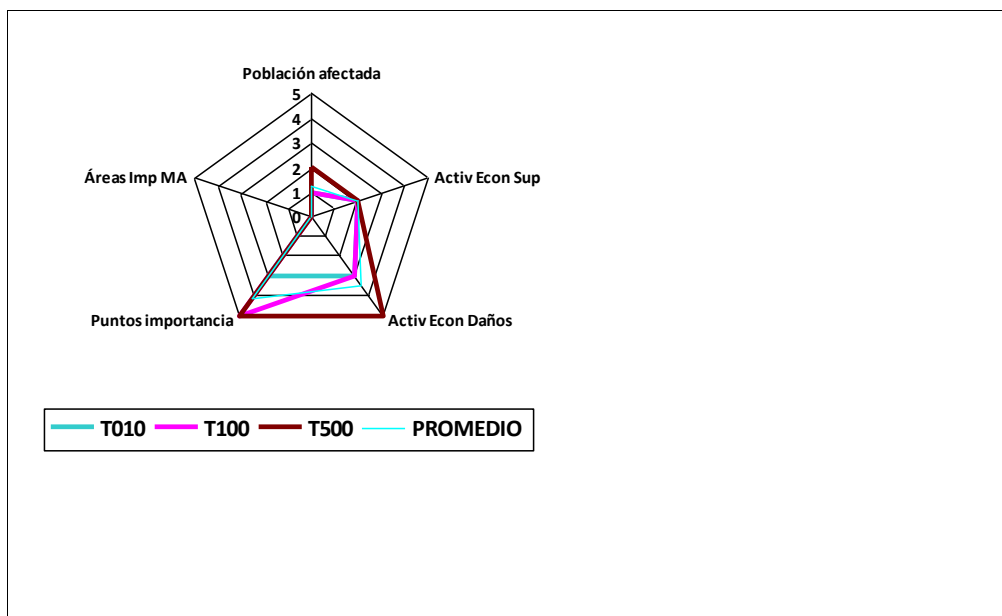 Población afectada
5
4
3
2
1
0
Áreas Imp MA
Activ Econ Sup
Puntos importancia
Activ Econ Daños
T010 T100 T500 PROMEDIO